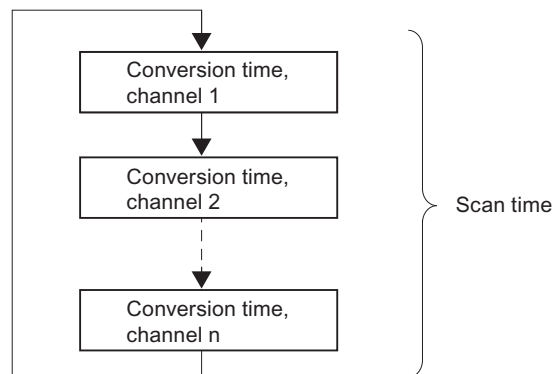 Conversion time,
channel 1
Conversion time,
channel 2
Scan time
Conversion time,
channel n